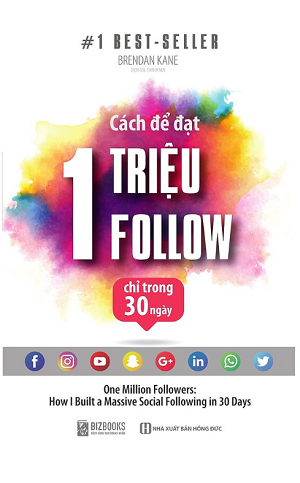 #1 BEST-SELLER
BRENDAN KANE
Cách để đạt
1 TRIỆU
FOLLOW
chỉ trong
30 ngày
One Million Followers:
How I Built a Massive Social Following in 30 Days
BIZBOOKS
NHÀ XUẤT BẢN HỒNG ĐỨC